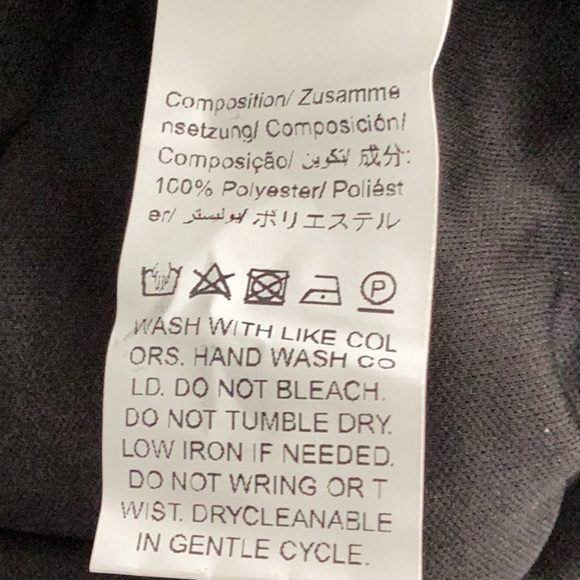 Composition/ Zusamme
nsetzung/ Composición/
Composição/ تكوين/ 成分:
100% Polyester/ Poliést
er/ بوليستر/ ポリエステル
P
WASH WITH LIKE COL
ORS. HAND WASH CO
LD. DO NOT BLEACH.
DO NOT TUMBLE DRY.
LOW IRON IF NEEDED.
DO NOT WRING OR T
WIST. DRYCLEANABLE
IN GENTLE CYCLE.